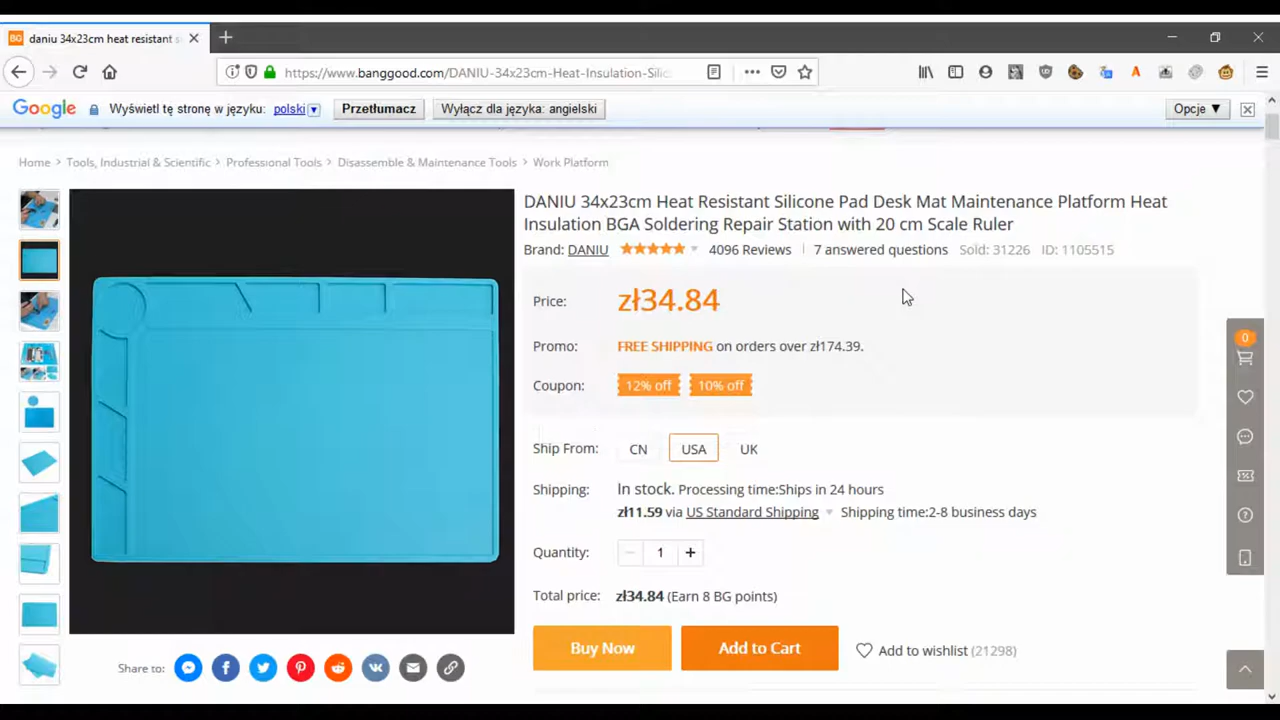 BG daniu 34x23cm heat resistant s
https://www.banggood.com/DANIU-34x23cm-Heat-Insulation-Silic
Google Wyświetl tę stronę w języku: polski Przetłumacz Wyłącz dla języka: angielski Opcje ▼
Home > Tools, Industrial & Scientific > Professional Tools > Disassemble & Maintenance Tools > Work Platform
DANIU 34x23cm Heat Resistant Silicone Pad Desk Mat Maintenance Platform Heat
Insulation BGA Soldering Repair Station with 20 cm Scale Ruler
Brand: DANIU 4096 Reviews 7 answered questions Sold: 31226 ID: 1105515
Price: zł34.84
Promo: FREE SHIPPING on orders over zł174.39.
Coupon: 12% off 10% off
0
Ship From: CN USA UK
Shipping: In stock. Processing time:Ships in 24 hours
zł11.59 via US Standard Shipping Shipping time:2-8 business days
Quantity: 1
Total price: zł34.84 (Earn 8 BG points)
Buy Now Add to Cart Add to wishlist (21298)
Share to: